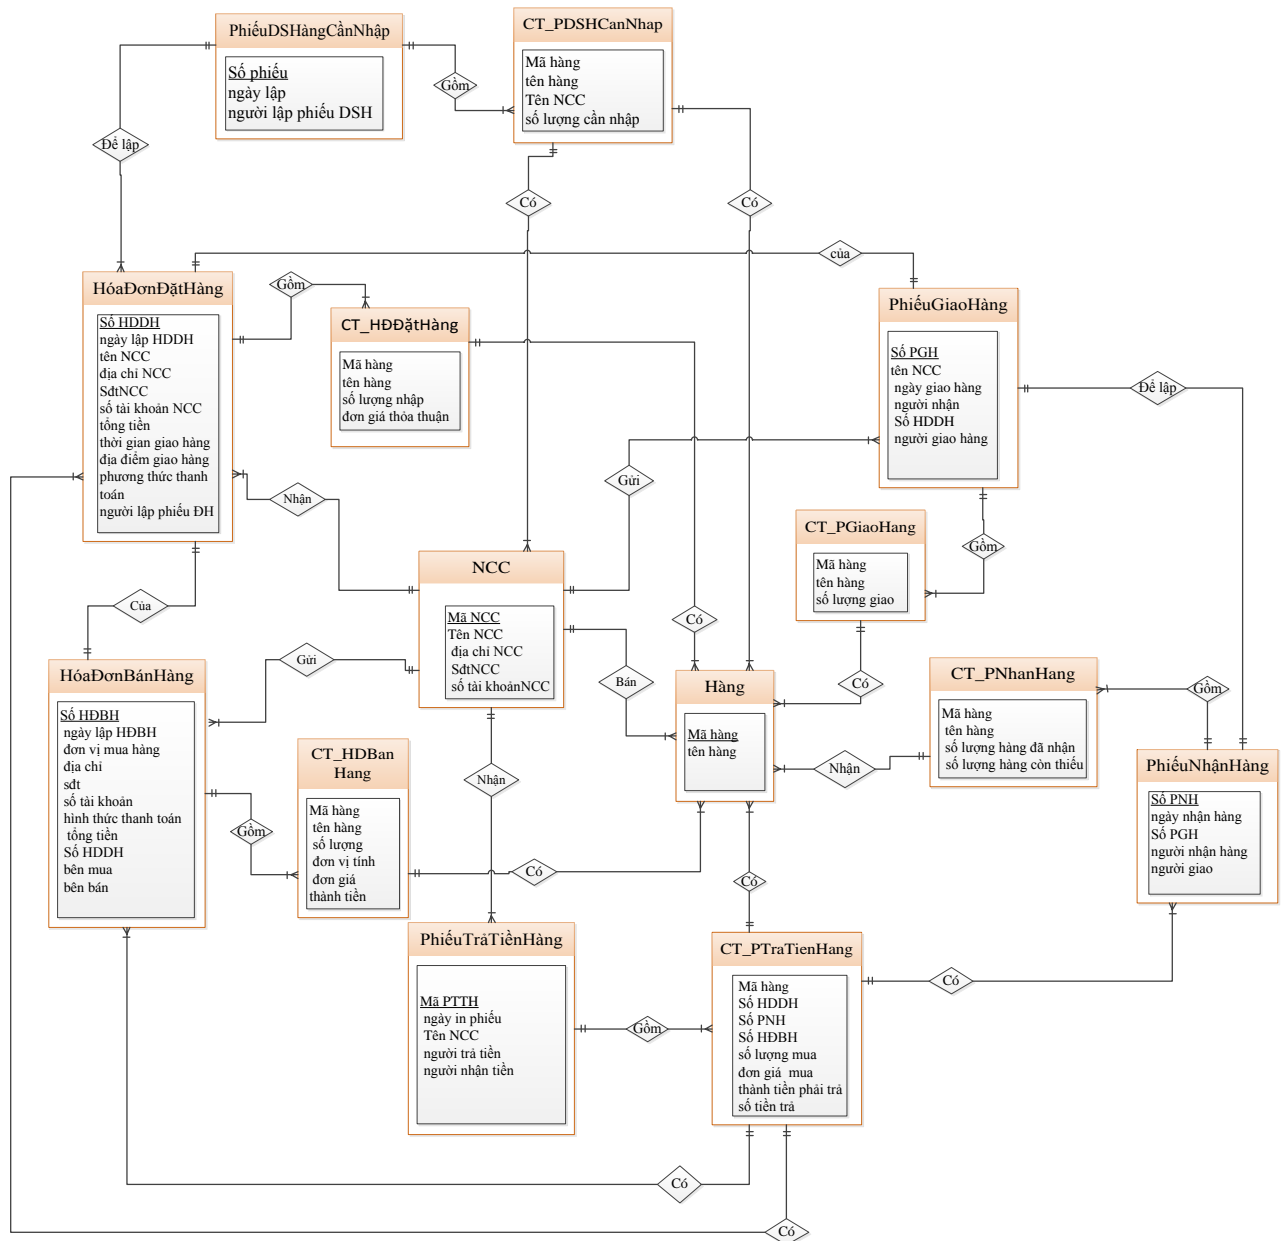 PhiếuDSHàngCầnNhập
Số phiếu
ngày lập
người lập phiếu DSH
CT_PDSHCanNhap
Mã hàng
tên hàng
Tên NCC
số lượng cần nhập
Gồm
Để lập
Có
Có
của
HóaĐơnĐặtHàng
Số HDDH
ngày lập HDDH
tên NCC
địa chỉ NCC
SđtNCC
số tài khoản NCC
tổng tiền
thời gian giao hàng
địa điểm giao hàng
phương thức thanh
toán
người lập phiếu ĐH
Gồm
CT_HĐĐặtHàng
Mã hàng
tên hàng
số lượng nhập
đơn giá thỏa thuận
PhiếuGiaoHàng
Số PGH
tên NCC
ngày giao hàng
người nhận
Số HDDH
người giao hàng
Để lập
Nhận
Gửi
CT_PGiaoHang
Mã hàng
tên hàng
số lượng giao
Gồm
NCC
Mã NCC
Tên NCC
địa chỉ NCC
SđtNCC
số tài khoảnNCC
Của
Có
Gửi
Bán
Có
HóaĐơnBánHàng
Số HĐBH
ngày lập HĐBH
đơn vị mua hàng
địa chỉ
sđt
số tài khoản
hình thức thanh toán
tổng tiền
Số HDDH
bên mua
bên bán
Hàng
Mã hàng
tên hàng
CT_PNhanHang
Mã hàng
tên hàng
số lượng hàng đã nhận
số lượng hàng còn thiếu
Gồm
Nhận
PhiếuNhậnHàng
Số PNH
ngày nhận hàng
Số PGH
người nhận hàng
người giao
CT_HDBan
Hang
Mã hàng
tên hàng
số lượng
đơn vị tính
đơn giá
thành tiền
Gồm
Nhận
Có
Có
PhiếuTrảTiềnHàng
Mã PTTH
ngày in phiếu
Tên NCC
người trả tiền
người nhận tiền
Gồm
CT_PTraTienHang
Mã hàng
Số HDDH
Số PNH
Số HĐBH
số lượng mua
đơn giá mua
thành tiền phải trả
số tiền trả
Có
Có
Có